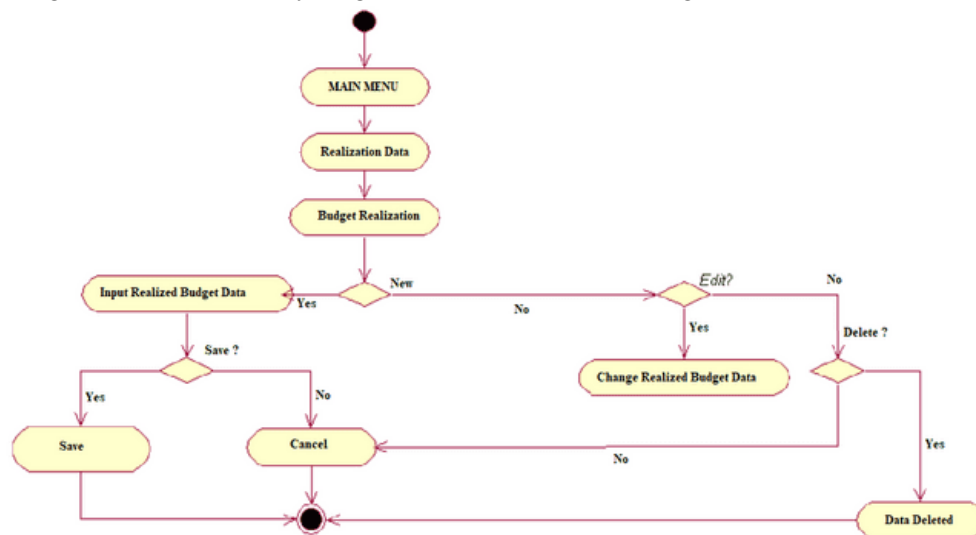 MAIN MENU
Realization Data
Budget Realization
New
Edit?
Input Realized Budget Data
Yes
No
No
Yes
Delete ?
Save ?
Change Realized Budget Data
Yes
No
Save
Cancel
Yes
No
Data Deleted